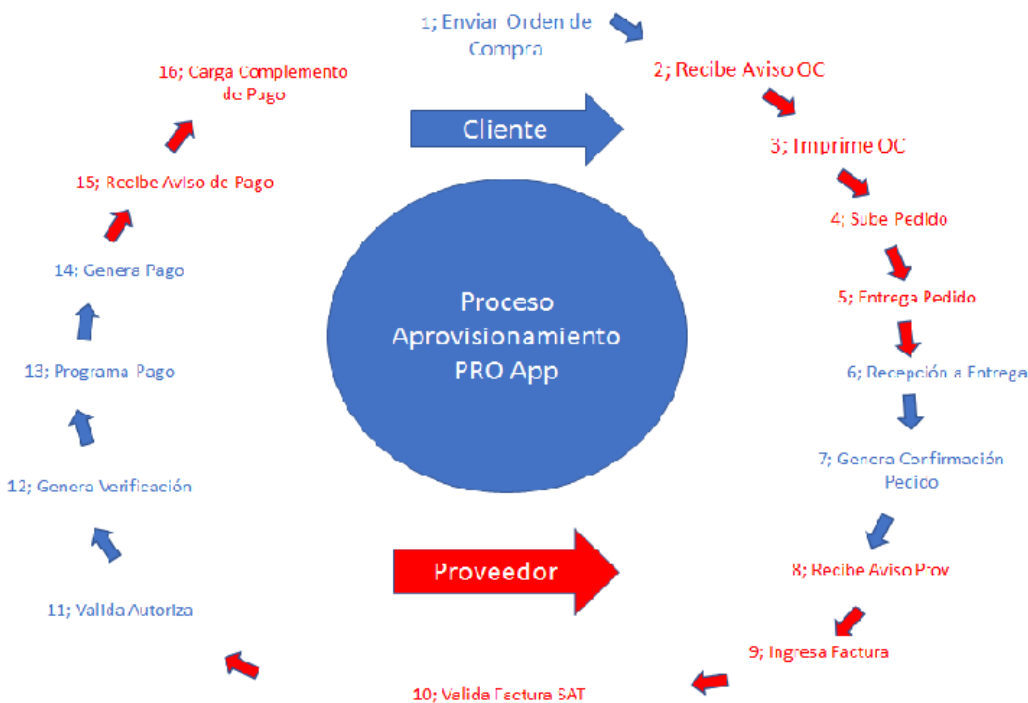 1; Enviar Orden de
Compra
2; Recibe Aviso OC
3; Imprime OC
4; Sube Pedido
5; Entrega Pedido
6; Recepción a Entrega
7; Genera Confirmación
Pedido
8; Recibe Aviso Prov
9; Ingresa Factura
10; Valida Factura SAT
11; Valida Autoriza
12; Genera Verificación
13; Programa Pago
14; Genera Pago
15; Recibe Aviso de Pago
16; Carga Complemento
de Pago
Cliente
Proceso
Aprovisionamiento
PRO App
Proveedor